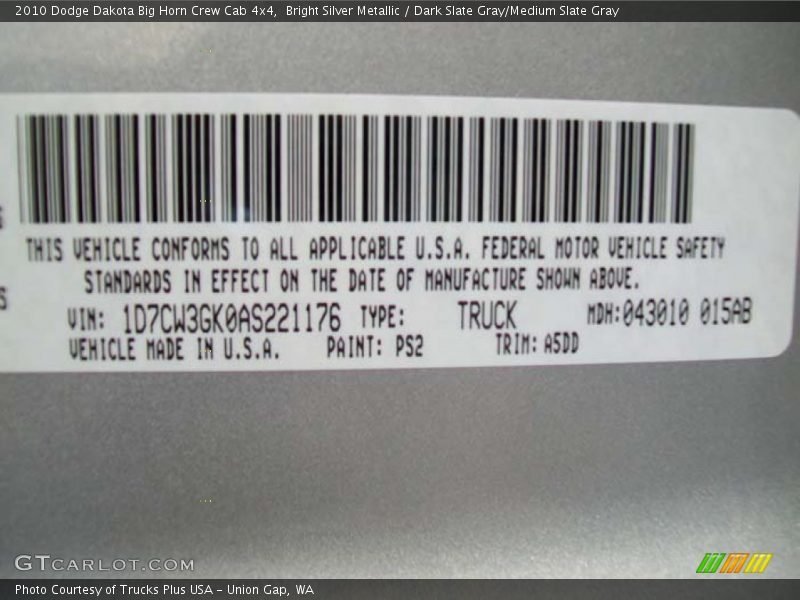 2010 Dodge Dakota Big Horn Crew Cab 4x4, Bright Silver Metallic / Dark Slate Gray/Medium Slate Gray
THIS VEHICLE CONFORMS TO ALL APPLICABLE U.S.A. FEDERAL MOTOR VEHICLE SAFETY
STANDARDS IN EFFECT ON THE DATE OF MANUFACTURE SHOWN ABOVE.
VIN: 1D7CW3GK0AS221176 TYPE: TRUCK MDH:043010 015AB
VEHICLE MADE IN U.S.A. PAINT: PS2 TRIM: A5DD
GTCARLOT.COM
Photo Courtesy of Trucks Plus USA - Union Gap, WA